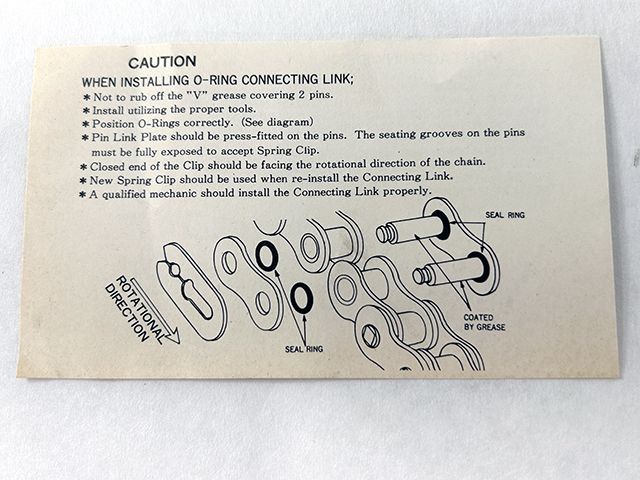 CAUTION
WHEN INSTALLING O-RING CONNECTING LINK;
* Not to rub off the "V" grease covering 2 pins.
* Install utilizing the proper tools.
* Position O-Rings correctly. (See diagram)
* Pin Link Plate should be press-fitted on the pins. The seating grooves on the pins
must be fully exposed to accept Spring Clip.
* Closed end of the Clip should be facing the rotational direction of the chain.
* New Spring Clip should be used when re-install the Connecting Link.
* A qualified mechanic should install the Connecting Link properly.
SEAL RING
ROTATIONAL
DIRECTION
COATED
BY GREASE
SEAL RING